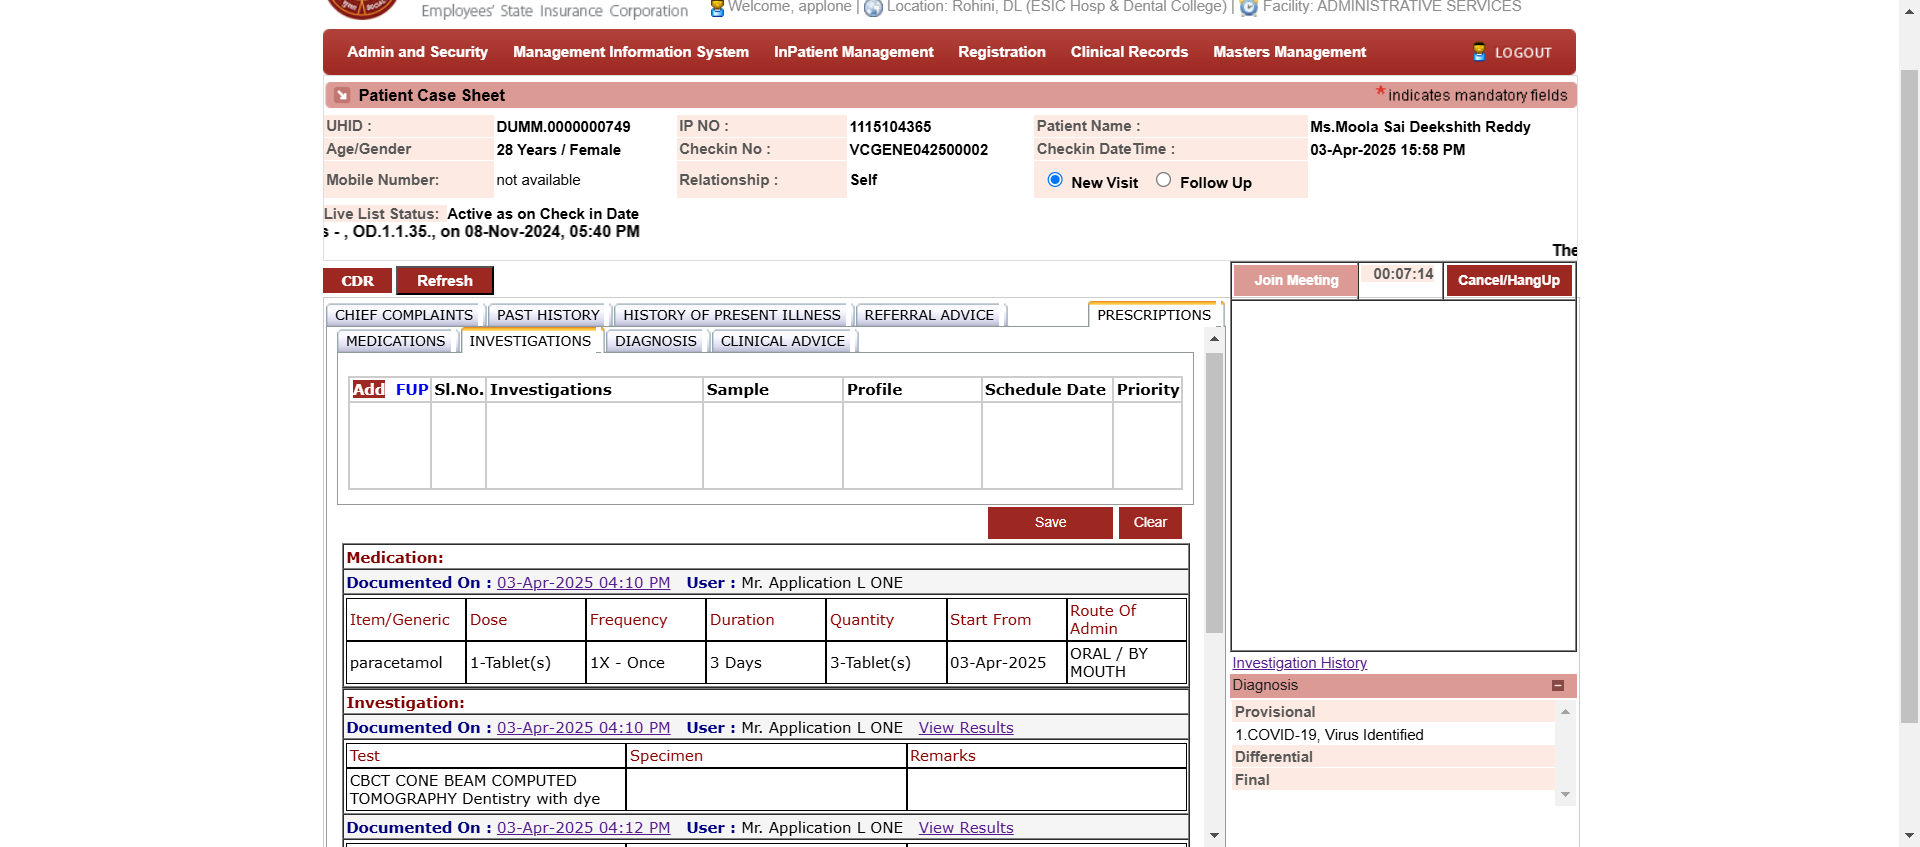 Employees' State Insurance Corporation
Welcome, applone | Location: Rohini, DL (ESIC Hosp & Dental College) | Facility: ADMINISTRATIVE SERVICES
Admin and Security Management Information System InPatient Management Registration Clinical Records Masters Management LOGOUT
Patient Case Sheet * indicates mandatory fields
UHID : DUMM.0000000749 IP NO : 1115104365 Patient Name : Ms.Moola Sai Deekshith Reddy
Age/Gender 28 Years / Female Checkin No : VCGENE042500002 Checkin DateTime : 03-Apr-2025 15:58 PM
Mobile Number: not available Relationship : Self New Visit Follow Up
Live List Status: Active as on Check in Date
s - , OD.1.1.35., on 08-Nov-2024, 05:40 PM
The
CDR Refresh Join Meeting 00:07:14 Cancel/HangUp
CHIEF COMPLAINTS PAST HISTORY HISTORY OF PRESENT ILLNESS REFERRAL ADVICE PRESCRIPTIONS
MEDICATIONS INVESTIGATIONS DIAGNOSIS CLINICAL ADVICE
Add FUP Sl.No. Investigations Sample Profile Schedule Date Priority
Save Clear
Medication:
Documented On : 03-Apr-2025 04:10 PM User : Mr. Application L ONE
Item/Generic Dose Frequency Duration Quantity Start From Route Of Admin
paracetamol 1-Tablet(s) 1X - Once 3 Days 3-Tablet(s) 03-Apr-2025 ORAL / BY MOUTH
Investigation:
Documented On : 03-Apr-2025 04:10 PM User : Mr. Application L ONE View Results
Test Specimen Remarks
CBCT CONE BEAM COMPUTED
TOMOGRAPHY Dentistry with dye
Documented On : 03-Apr-2025 04:12 PM User : Mr. Application L ONE View Results
Investigation History
Diagnosis
Provisional
1.COVID-19, Virus Identified
Differential
Final